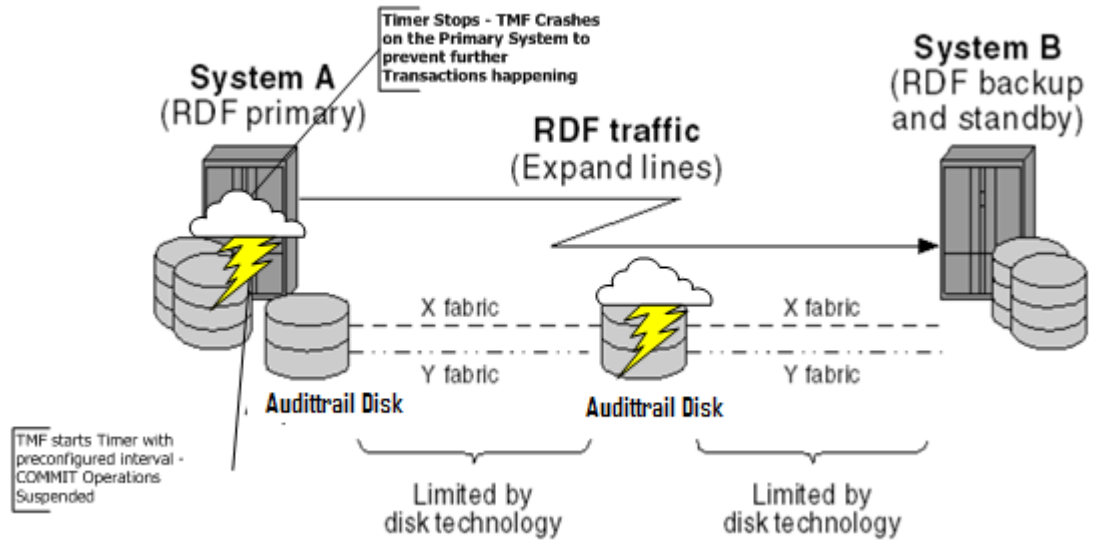 Timer Stops - TMF Crashes
on the Primary System to
prevent further
Transactions happening
System A
(RDF primary)
System B
(RDF backup
and standby)
RDF traffic
(Expand lines)
X fabric
X fabric
Y fabric
Y fabric
Audittrail Disk
Audittrail Disk
TMF starts Timer with
preconfigured interval -
COMMIT Operations
Suspended
Limited by
disk technology
Limited by
disk technology